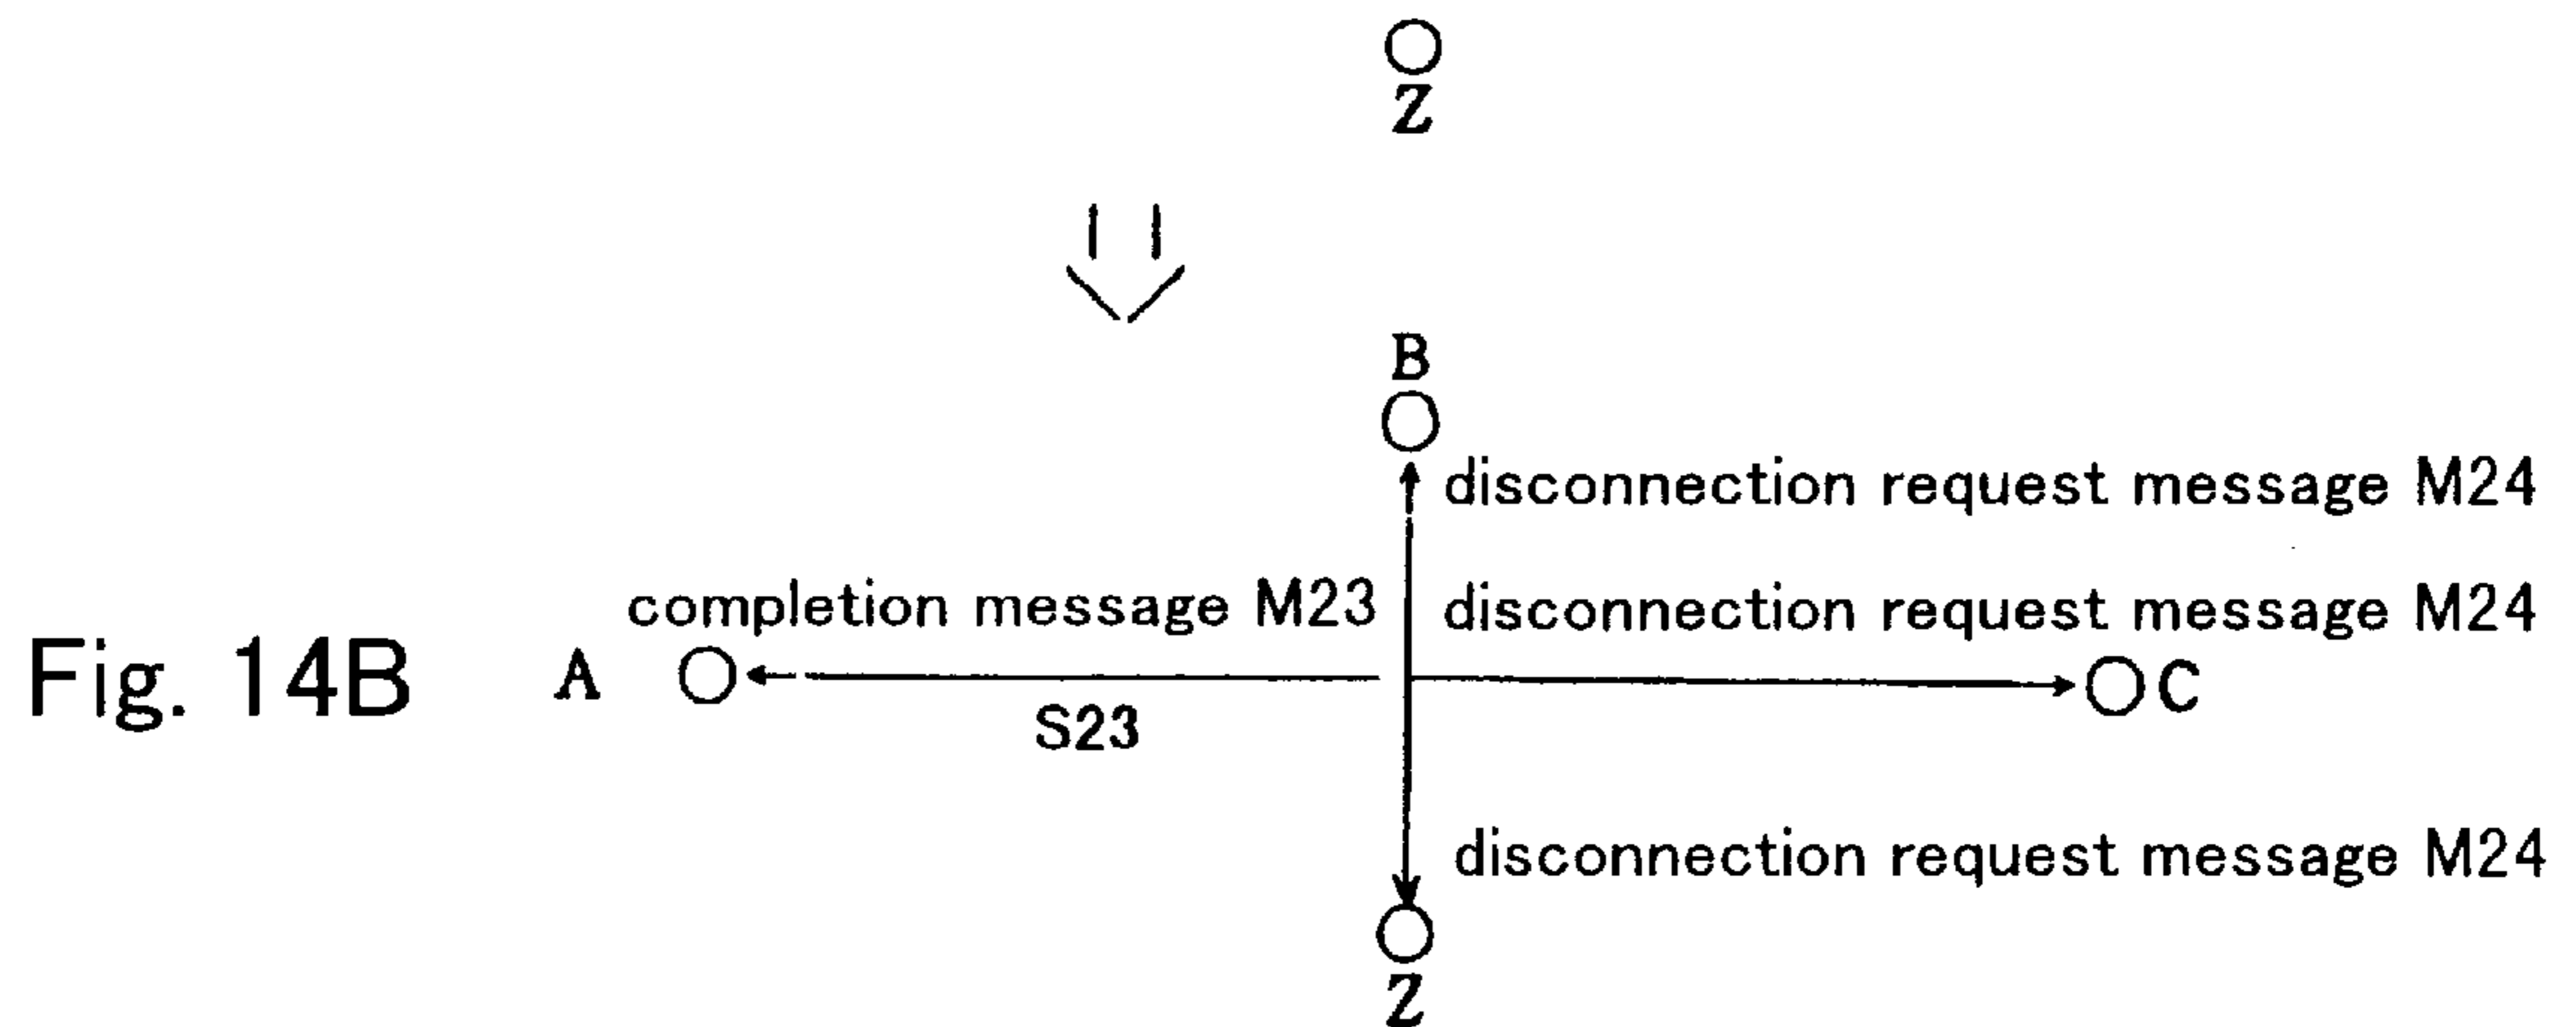 Z
B
disconnection request message M24
completion message M23 disconnection request message M24
Fig. 14B A C
S23
disconnection request message M24
Z